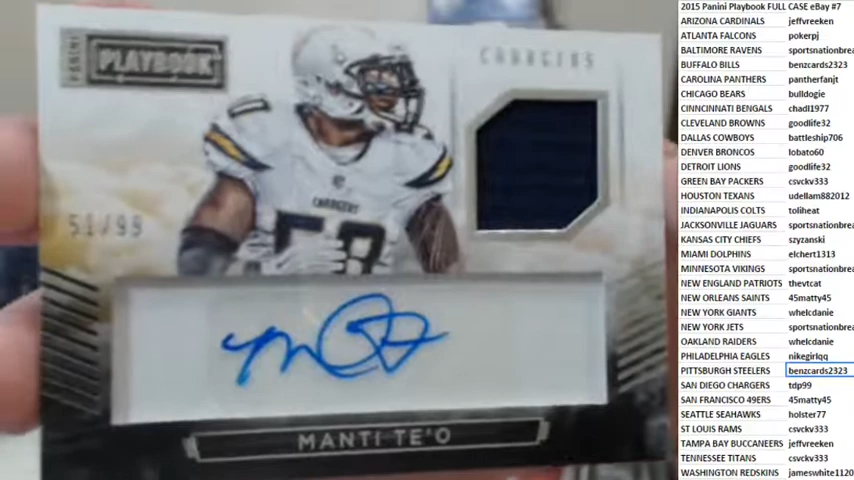 PANINI
PLAYBOOK
CHARGERS
CHARGERS
51/99
MANTI TE'O
2015 Panini Playbook FULL CASE eBay #7
ARIZONA CARDINALS jeffvreeken
ATLANTA FALCONS pokerpj
BALTIMORE RAVENS sportsnationbrea
BUFFALO BILLS benzcards2323
CAROLINA PANTHERS pantherfanjt
CHICAGO BEARS bulldogie
CINNCINNATI BENGALS chadl1977
CLEVELAND BROWNS goodlife32
DALLAS COWBOYS battleship706
DENVER BRONCOS lobato60
DETROIT LIONS goodlife32
GREEN BAY PACKERS csvckv333
HOUSTON TEXANS udellam882012
INDIANAPOLIS COLTS toliheat
JACKSONVILLE JAGUARS sportsnationbrea
KANSAS CITY CHIEFS szyzanski
MIAMI DOLPHINS elchert1313
MINNESOTA VIKINGS sportsnationbrea
NEW ENGLAND PATRIOTS thevtcat
NEW ORLEANS SAINTS 45matty45
NEW YORK GIANTS whelcdanie
NEW YORK JETS sportsnationbrea
OAKLAND RAIDERS whelcdanie
PHILADELPHIA EAGLES nikegirlqq
PITTSBURGH STEELERS benzcards2323
SAN DIEGO CHARGERS tdp99
SAN FRANCISCO 49ERS 45matty45
SEATTLE SEAHAWKS holster77
ST LOUIS RAMS csvckv333
TAMPA BAY BUCCANEERS jeffvreeken
TENNESSEE TITANS csvckv333
WASHINGTON REDSKINS jameswhite1120